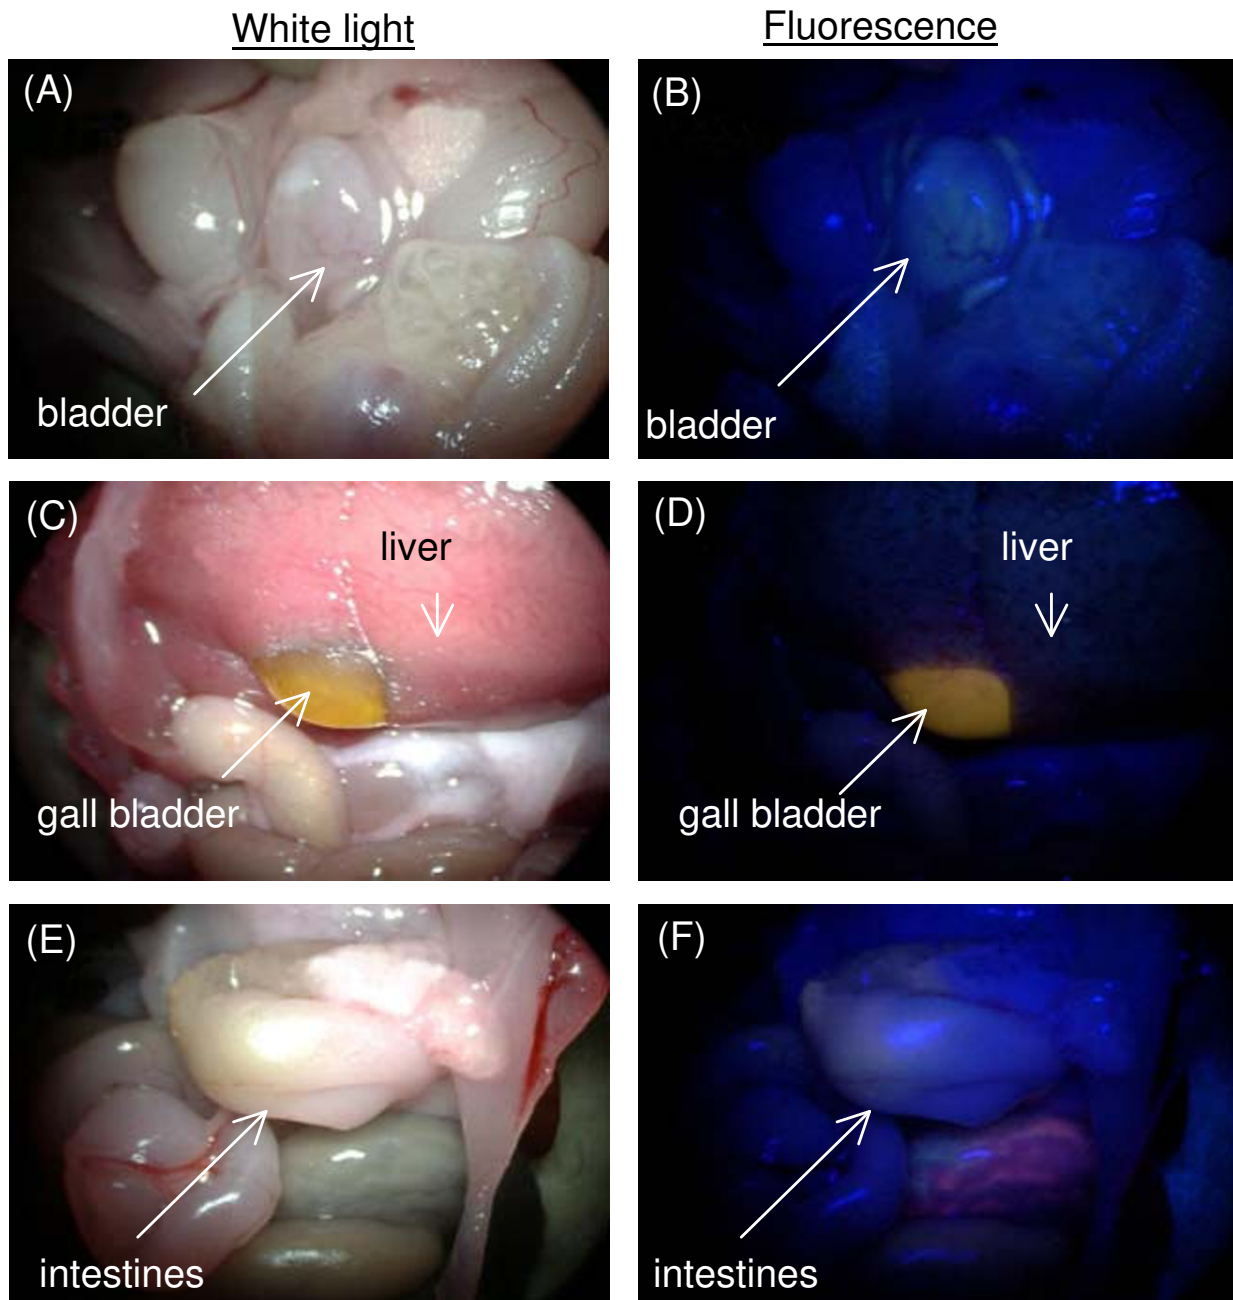 White light
Fluorescence
(A)
(B)
bladder
bladder
(C)
(D)
liver
liver
gall bladder
gall bladder
(E)
(F)
intestines
intestines